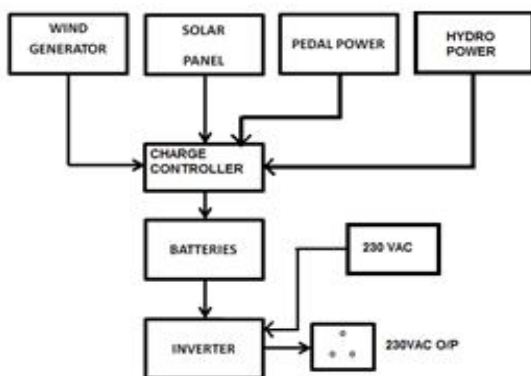 WIND
GENERATOR
SOLAR
PANEL
PEDAL POWER
HYDRO
POWER
CHARGE
CONTROLLER
BATTERIES
230 VAC
INVERTER
230VAC O/P